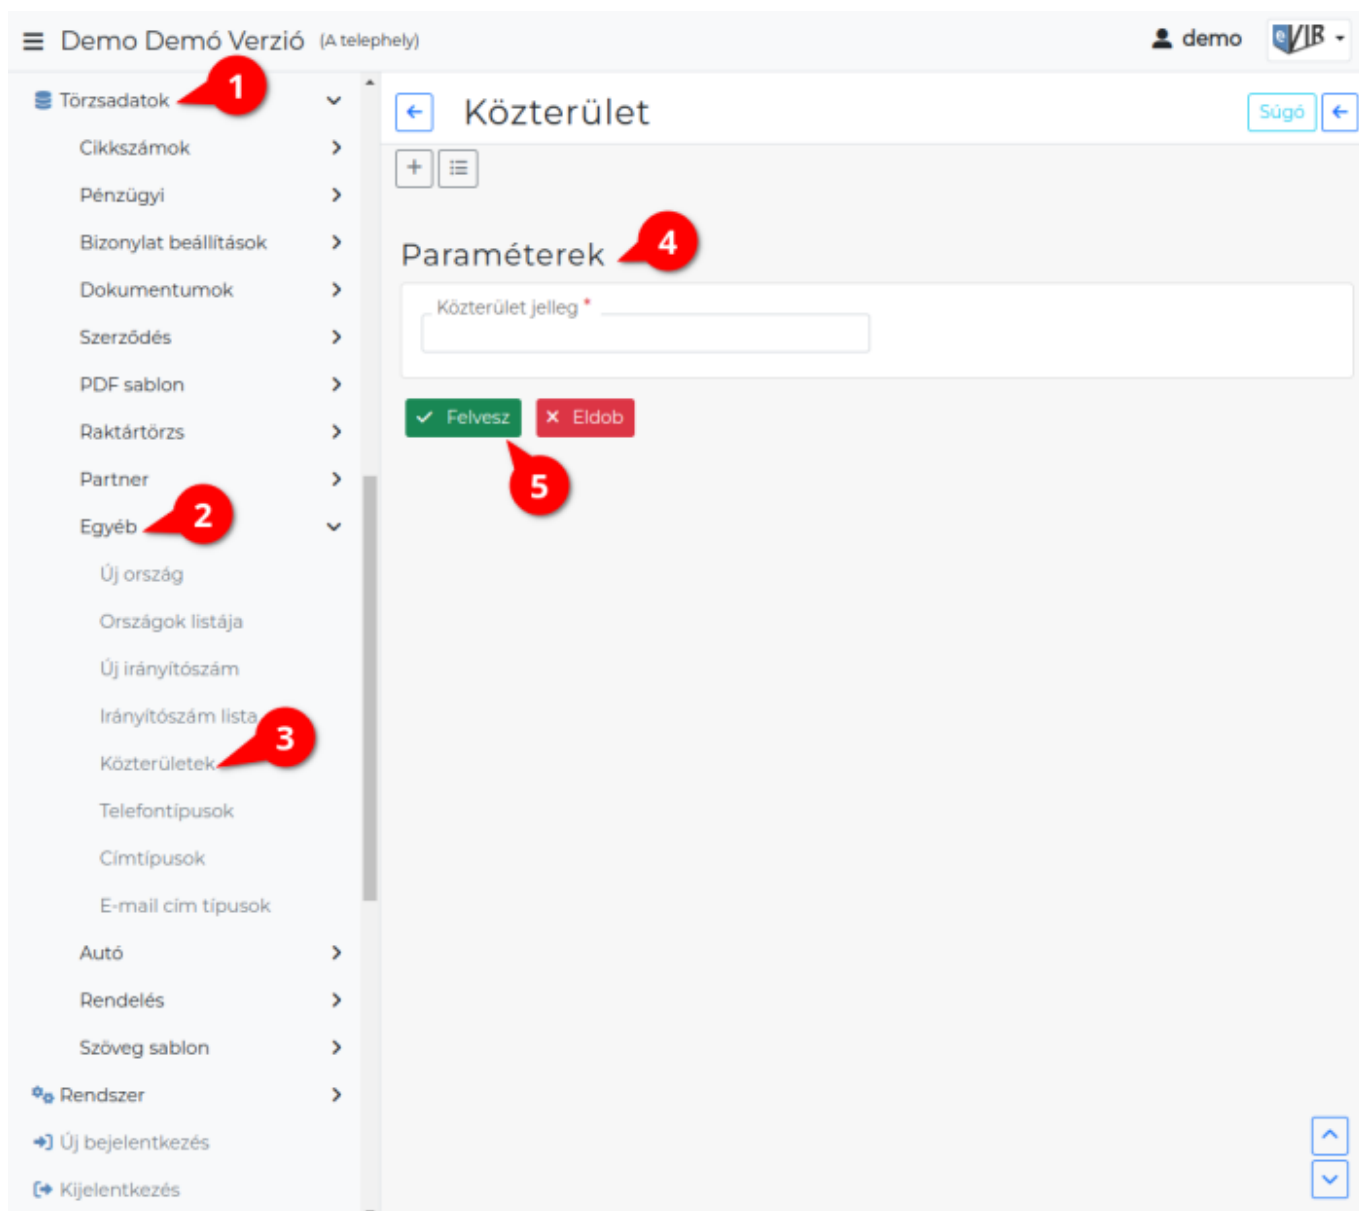 Demo Demó Verzió (A telephely)
demo
eVIR
1
Törzsadatok
Cikkszámok
Pénzügyi
Bizonylat beállítások
Dokumentumok
Szerződés
PDF sablon
Raktártörzs
Partner
2
Egyéb
Új ország
Országok listája
Új irányítószám
Irányítószám lista
3
Közterületek
Telefontípusok
Címtípusok
E-mail cím típusok
Autó
Rendelés
Szöveg sablon
Rendszer
Új bejelentkezés
Kijelentkezés
Közterület
Súgó
Paraméterek
4
Közterület jelleg *
Felvesz
Eldob
5